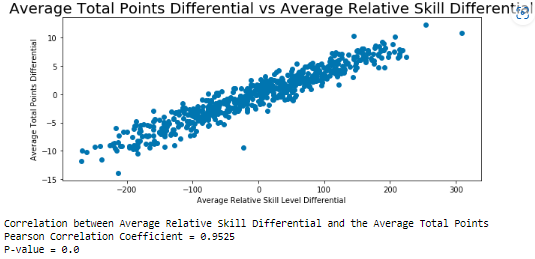 Average Total Points Differential vs Average Relative Skill Differential
Average Total Points Differential
10
5
0
−5
−10
−15
−200
−100
0
100
200
300
Average Relative Skill Level Differential
Correlation between Average Relative Skill Differential and the Average Total Points
Pearson Correlation Coefficient = 0.9525
P-value = 0.0